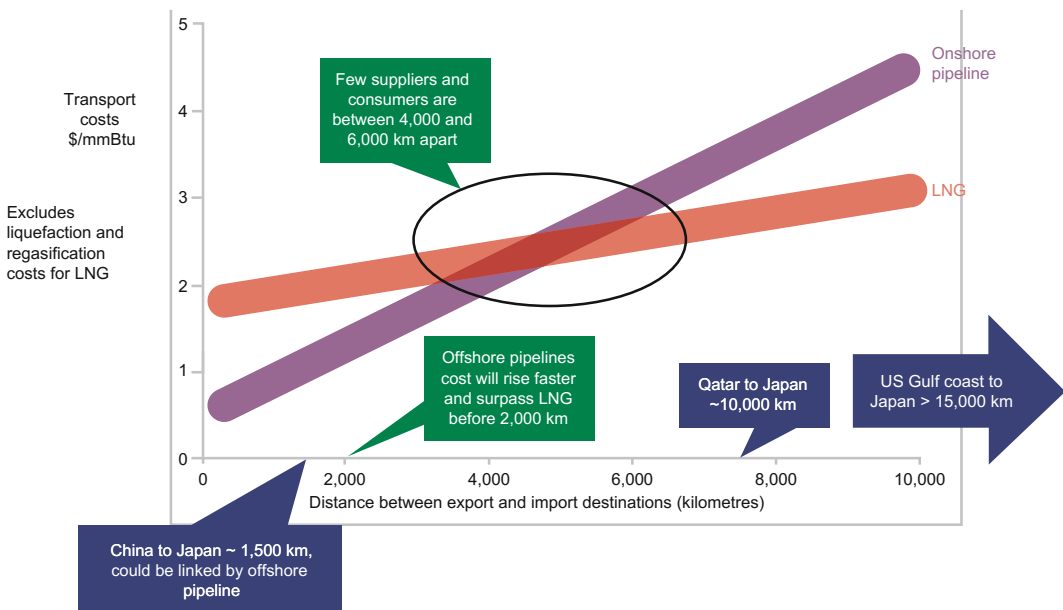 5
Onshore
pipeline
Few suppliers and
consumers are
between 4,000 and
6,000 km apart
Transport
costs
$/mmBtu
4
3
LNG
Excludes
liquefaction and
regasification
costs for LNG
2
Offshore pipelines
cost will rise faster
and surpass LNG
before 2,000 km
1
Qatar to Japan
~10,000 km
US Gulf coast to
Japan > 15,000 km
0
0 2,000 4,000 6,000 8,000 10,000
Distance between export and import destinations (kilometres)
China to Japan ~ 1,500 km,
could be linked by offshore
pipeline